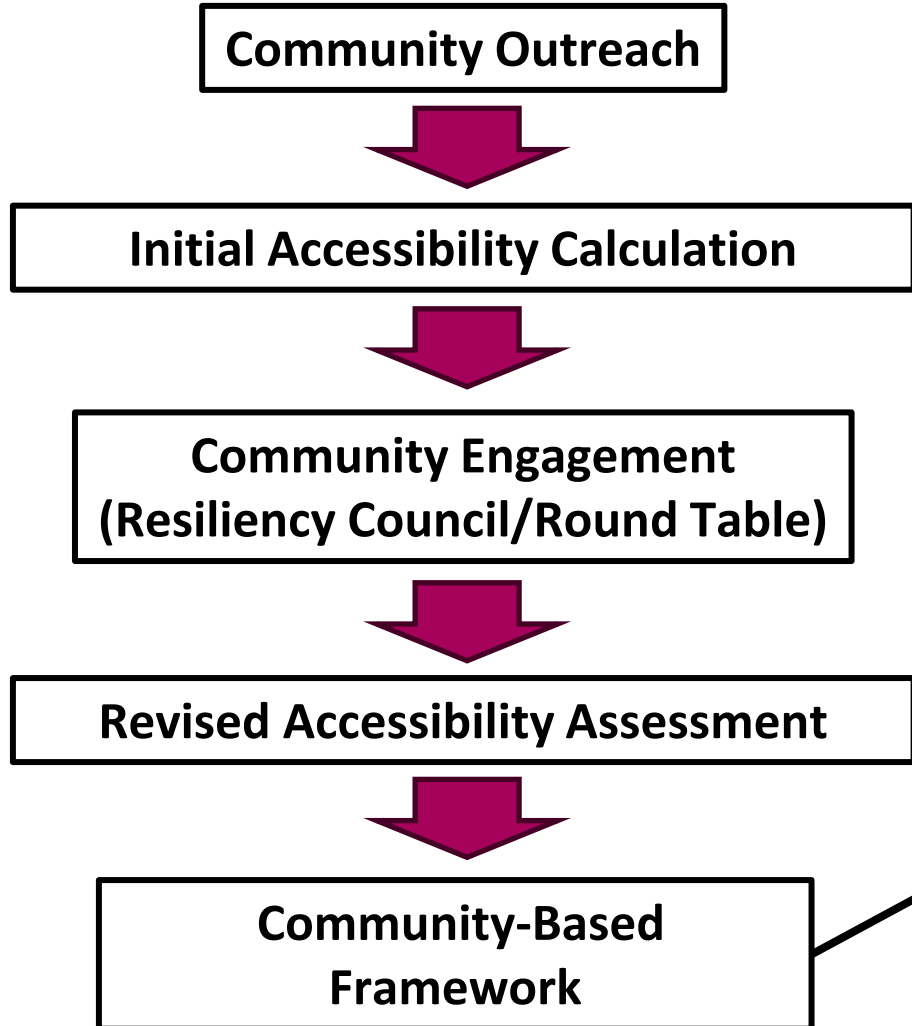 Community Outreach
Initial Accessibility Calculation
Community Engagement
(Resiliency Council/Round Table)
Revised Accessibility Assessment
Community-Based
Framework